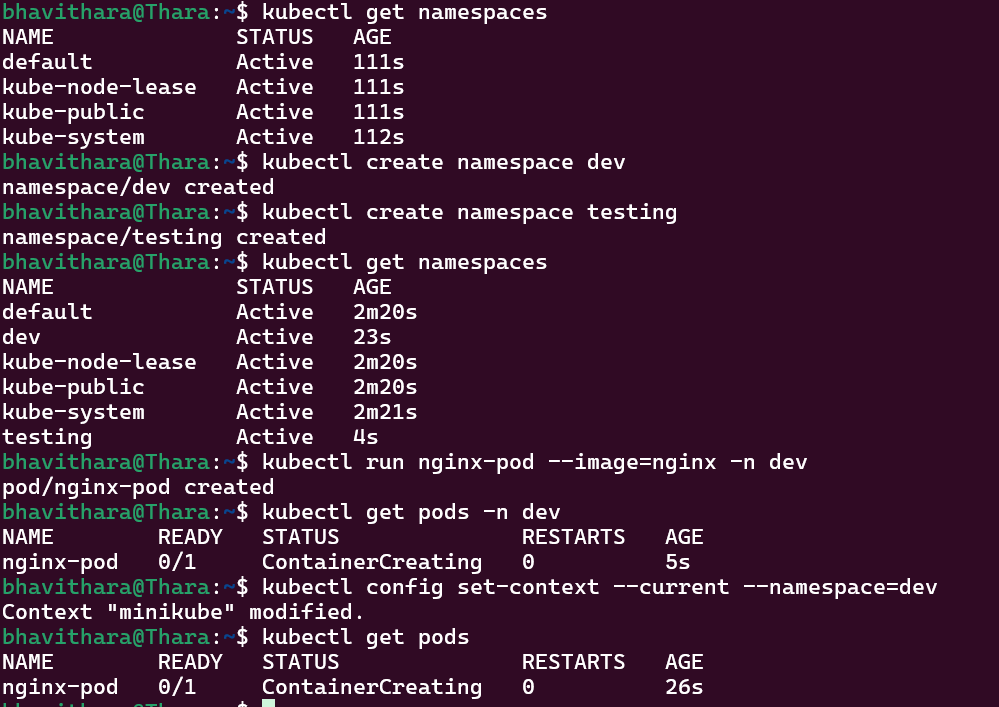 bhavithara@Thara:~$ kubectl get namespaces
NAME              STATUS   AGE
default           Active   111s
kube-node-lease   Active   111s
kube-public       Active   111s
kube-system       Active   112s
bhavithara@Thara:~$ kubectl create namespace dev
namespace/dev created
bhavithara@Thara:~$ kubectl create namespace testing
namespace/testing created
bhavithara@Thara:~$ kubectl get namespaces
NAME              STATUS   AGE
default           Active   2m20s
dev               Active   23s
kube-node-lease   Active   2m20s
kube-public       Active   2m20s
kube-system       Active   2m21s
testing           Active   4s
bhavithara@Thara:~$ kubectl run nginx-pod --image=nginx -n dev
pod/nginx-pod created
bhavithara@Thara:~$ kubectl get pods -n dev
NAME        READY   STATUS              RESTARTS   AGE
nginx-pod   0/1     ContainerCreating   0          5s
bhavithara@Thara:~$ kubectl config set-context --current --namespace=dev
Context "minikube" modified.
bhavithara@Thara:~$ kubectl get pods
NAME        READY   STATUS              RESTARTS   AGE
nginx-pod   0/1     ContainerCreating   0          26s
bhavithara@Thara:~$